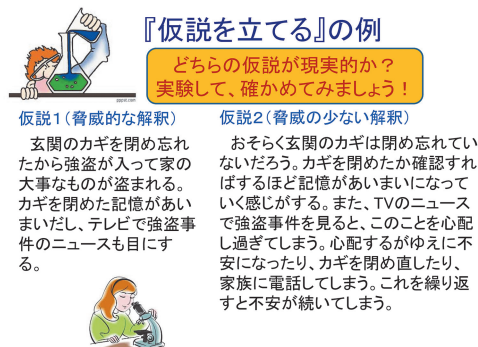 『仮説を立てる』の例
どちらの仮説が現実的か？
実験して、確かめてみましょう！
仮説１（脅威的な解釈）
玄関のカギを閉め忘れ
たから強盗が入って家の
大事なものが盗まれる。
カギを閉めた記憶があい
まいだし、テレビで強盗事
件のニュースも目にす
る。
仮説２（脅威の少ない解釈）
おそらく玄関のカギは閉め忘れてい
ないだろう。カギを閉めたか確認すれ
ばするほど記憶があいまいになって
いく感じがする。また、TVのニュース
で強盗事件を見ると、このことを心配
し過ぎてしまう。心配するがゆえに不
安になったり、カギを閉め直したり、
家族に電話してしまう。これを繰り返
すと不安が続いてしまう。